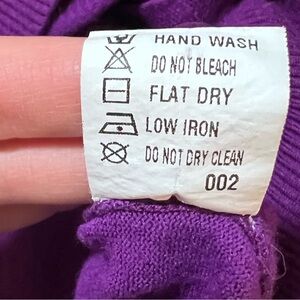 HAND WASH
DO NOT BLEACH
FLAT DRY
LOW IRON
DO NOT DRY CLEAN
002